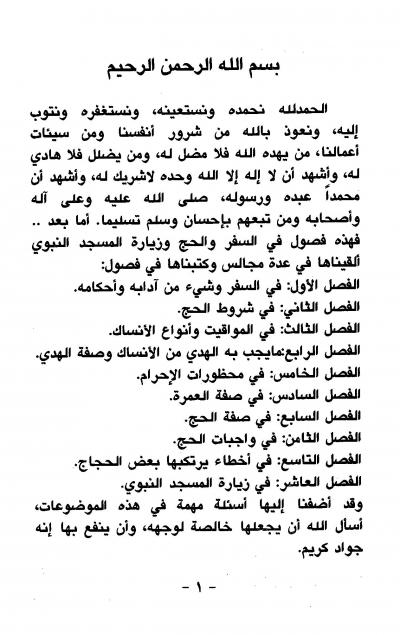 بسم الله الرحمن الرحيم
الحمدلله نحمده ونستعينه، ونستغفره ونتوب
إليه، ونعوذ بالله من شرور أنفسنا ومن سيئات
أعمالنا، من يهده الله فلا مضل له، ومن يضلل فلا هادي
له، وأشهد أن لا إله إلا الله وحده لاشريك له، وأشهد أن
محمداً عبده ورسوله، صلى الله عليه وعلى آله
وأصحابه ومن تبعهم بإحسان وسلم تسليما. أما بعد ..
فهذه فصول في السفر والحج وزيارة المسجد النبوي
ألقيناها في عدة مجالس وكتبناها في فصول:
الفصل الأول: في السفر وشيء من آدابه وأحكامه.
الفصل الثاني: في شروط الحج.
الفصل الثالث: في المواقيت وأنواع الأنساك.
الفصل الرابع:مايجب به الهدي من الأنساك وصفة الهدي.
الفصل الخامس: في محظورات الإحرام.
الفصل السادس: في صفة العمرة.
الفصل السابع: في صفة الحج.
الفصل الثامن: في واجبات الحج.
الفصل التاسع: في أخطاء يرتكبها بعض الحجاج.
الفصل العاشر: في زيارة المسجد النبوي.
وقد أضفنا إليها أسئلة مهمة في هذه الموضوعات،
أسأل الله أن يجعلها خالصة لوجهه، وأن ينفع بها إنه
جواد كريم.
- ١ -